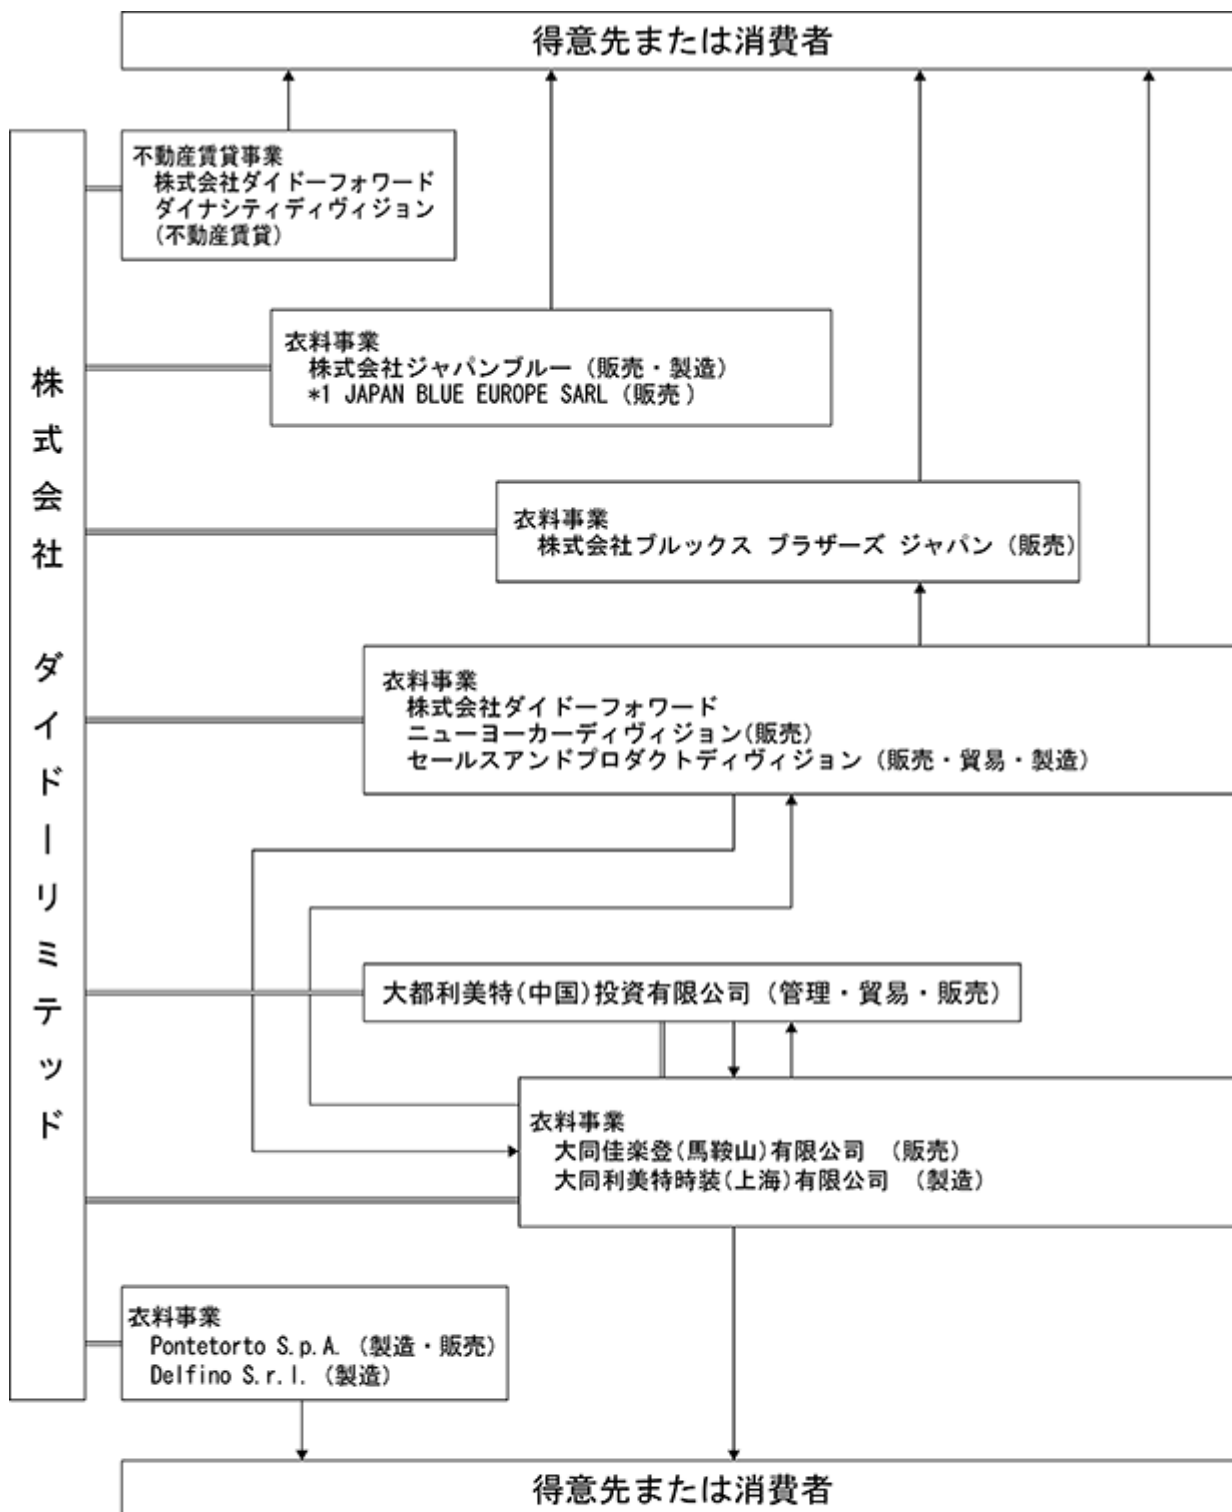 得意先または消費者
株式会社 ダイドーリミテッド
不動産賃貸事業
株式会社ダイドーフォワード
ダイナシティディヴィジョン
(不動産賃貸)
衣料事業
株式会社ジャパンブルー (販売・製造)
*1 JAPAN BLUE EUROPE SARL (販売)
衣料事業
株式会社ブルックス ブラザーズ ジャパン (販売)
衣料事業
株式会社ダイドーフォワード
ニューヨーカーディヴィジョン(販売)
セールスアンドプロダクトディヴィジョン (販売・貿易・製造)
大都利美特(中国)投資有限公司 (管理・貿易・販売)
衣料事業
大同佳楽登(馬鞍山)有限公司 (販売)
大同利美特時装(上海)有限公司 (製造)
衣料事業
Pontetorto S.p.A. (製造・販売)
Delfino S.r.l. (製造)
得意先または消費者